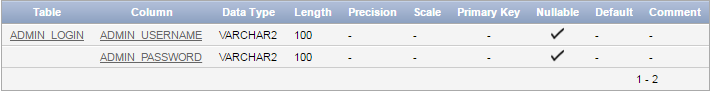 Table Column Data Type Length Precision Scale Primary Key Nullable Default Comment
ADMIN_LOGIN ADMIN_USERNAME VARCHAR2 100 - - - - -
ADMIN_PASSWORD VARCHAR2 100 - - - - -
1 - 2